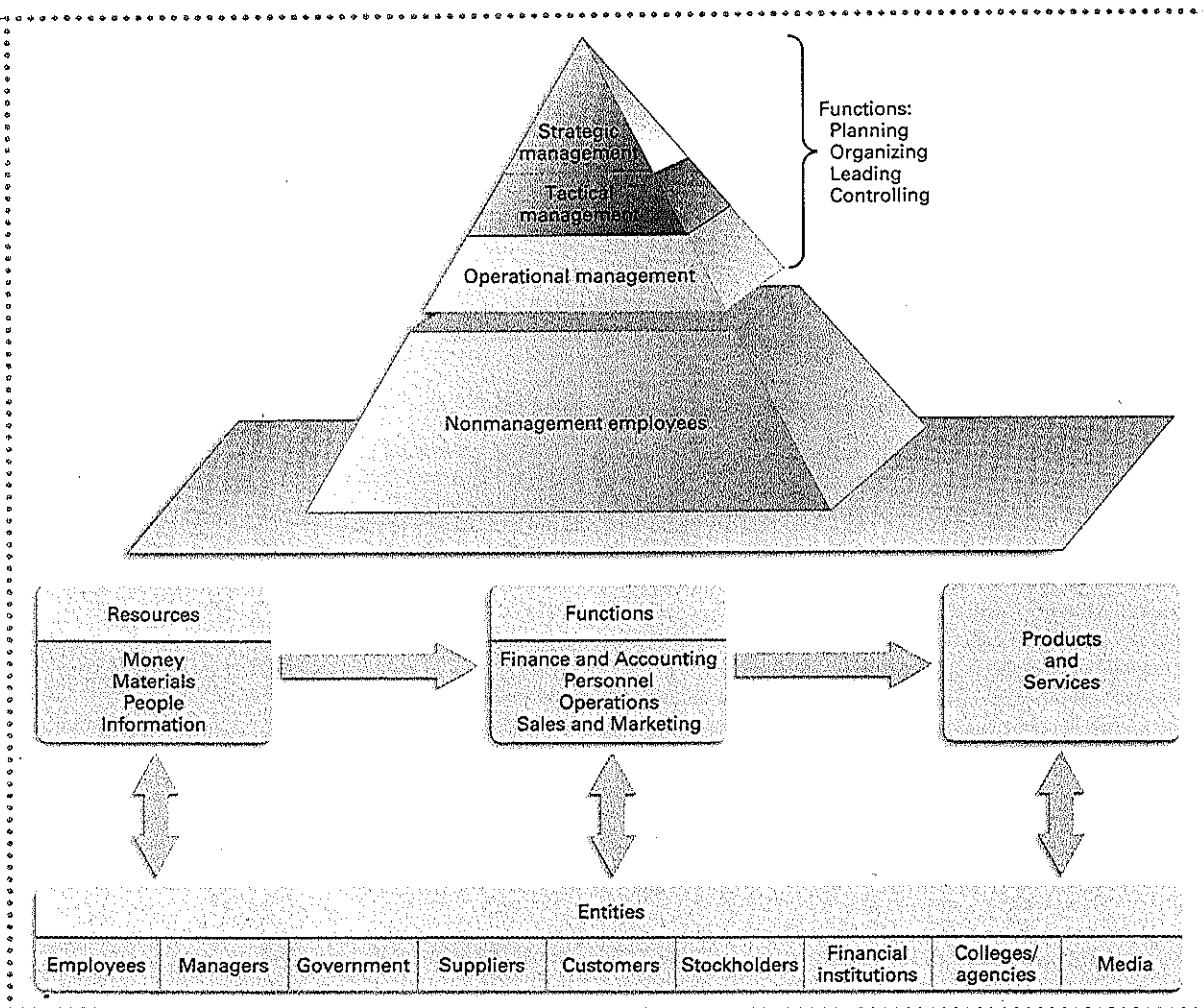 Strategic
management
Tactical
management
Operational management
Nonmanagement employees
Functions:
Planning
Organizing
Leading
Controlling
Resources
Money
Materials
People
Information
Functions
Finance and Accounting
Personnel
Operations
Sales and Marketing
Products
and
Services
Entities
Employees
Managers
Government
Suppliers
Customers
Stockholders
Financial
institutions
Colleges/
agencies
Media